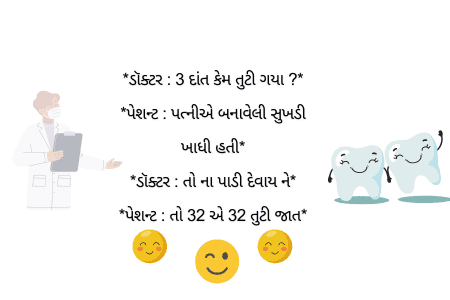 *ડૉક્ટર : 3 દાંત કેમ તુટી ગયા ?*
*પેશન્ટ : પત્નીએ બનાવેલી સુખડી
ખાધી હતી*
*ડૉક્ટર : તો ના પાડી દેવાય ને*
*પેશન્ટ : તો 32 એ 32 તુટી જાત*